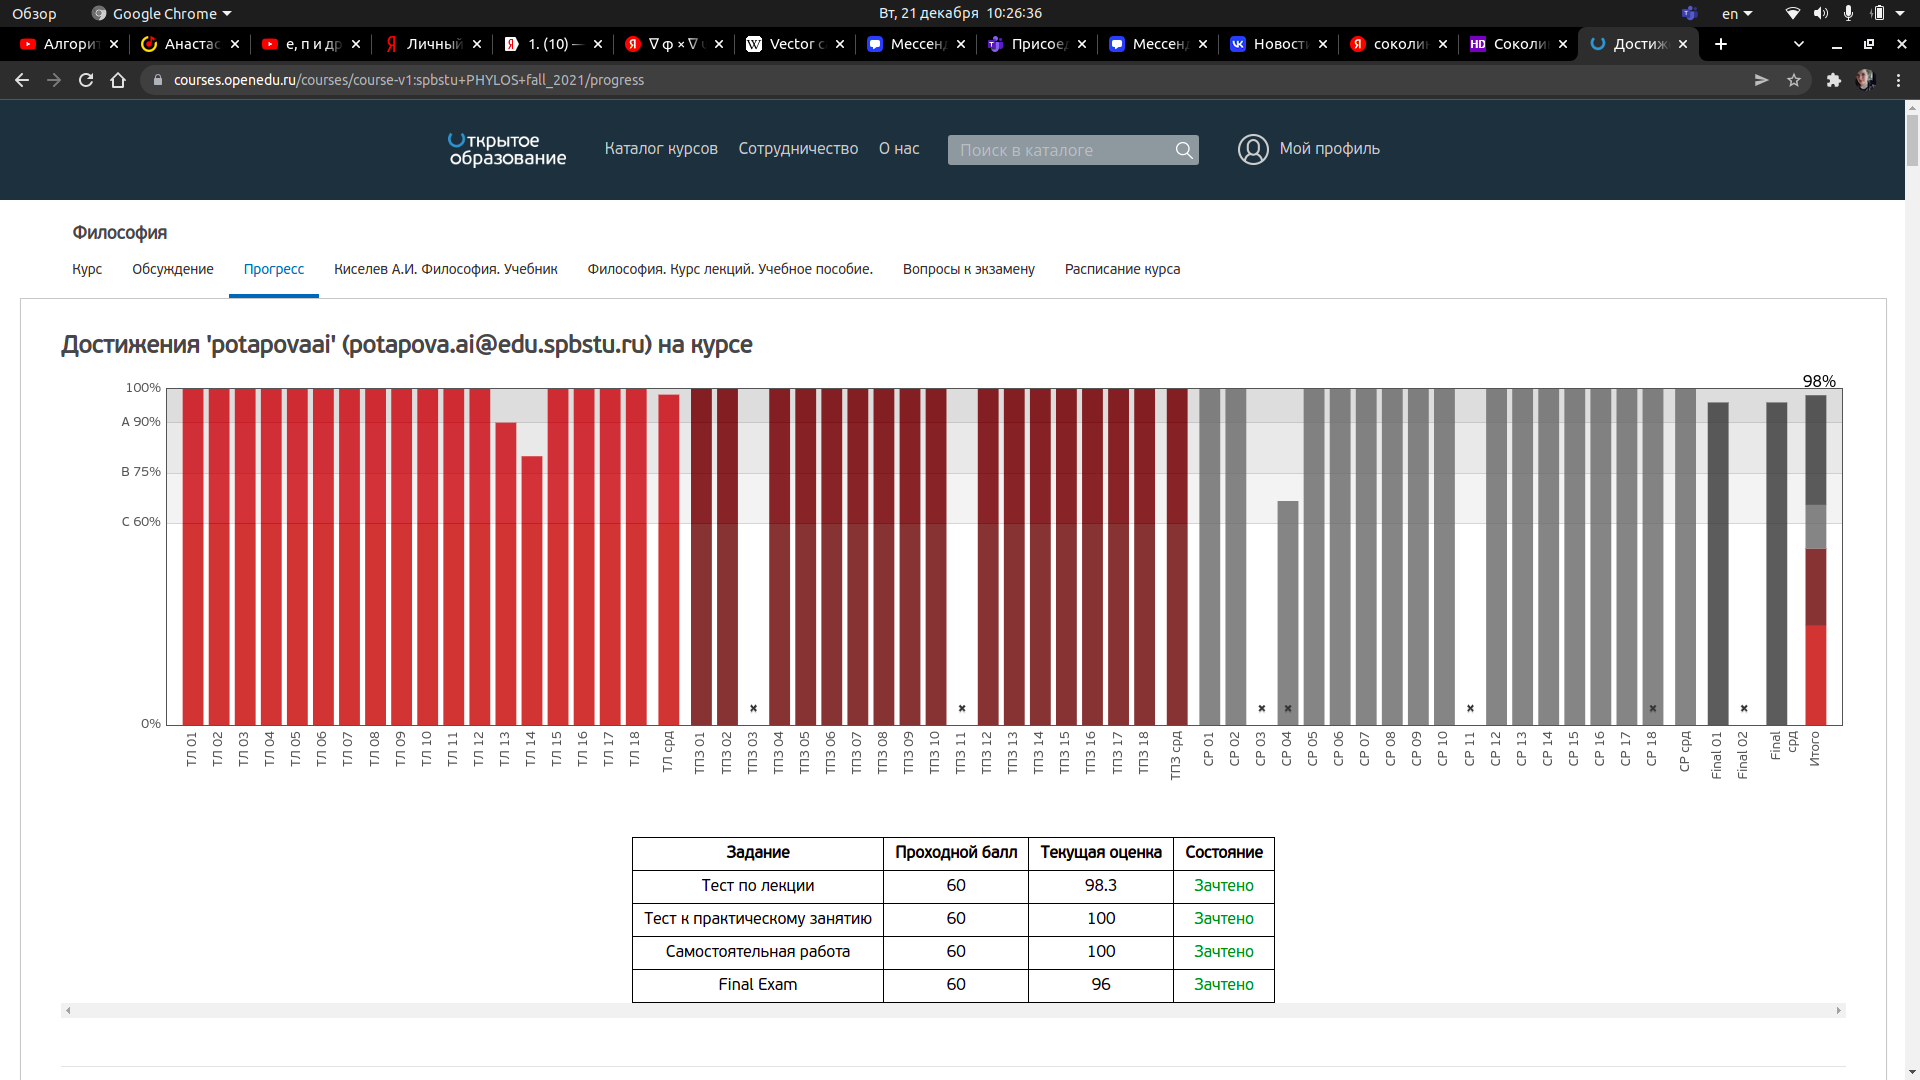 Обзор Google Chrome Вт, 21 декабря 10:26:36 en
Алгорит Анастас е, п и др Личный 1. (10) — ∇ φ × ∇ Vector c Мессенд Присоед Мессенд Новости соколин Соколи Достиж
courses.openedu.ru/courses/course-v1:spbstu+PHYLOS+fall_2021/progress
Открытое образование
Каталог курсов Сотрудничество О нас Поиск в каталоге Мой профиль
Философия
Курс Обсуждение Прогресс Киселев А.И. Философия. Учебник Философия. Курс лекций. Учебное пособие. Вопросы к экзамену Расписание курса
Достижения 'potapovaai' (potapova.ai@edu.spbstu.ru) на курсе
98%
100%
A 90%
B 75%
C 60%
0%
ТЛ 01 ТЛ 02 ТЛ 03 ТЛ 04 ТЛ 05 ТЛ 06 ТЛ 07 ТЛ 08 ТЛ 09 ТЛ 10 ТЛ 11 ТЛ 12 ТЛ 13 ТЛ 14 ТЛ 15 ТЛ 16 ТЛ 17 ТЛ 18 ТЛ срд ТПЗ 01 ТПЗ 02 ТПЗ 03 ТПЗ 04 ТПЗ 05 ТПЗ 06 ТПЗ 07 ТПЗ 08 ТПЗ 09 ТПЗ 10 ТПЗ 11 ТПЗ 12 ТПЗ 13 ТПЗ 14 ТПЗ 15 ТПЗ 16 ТПЗ 17 ТПЗ 18 ТПЗ срд СР 01 СР 02 СР 03 СР 04 СР 05 СР 06 СР 07 СР 08 СР 09 СР 10 СР 11 СР 12 СР 13 СР 14 СР 15 СР 16 СР 17 СР 18 СР срд Final 01 Final 02 Final срд Итого
Задание Проходной балл Текущая оценка Состояние
Тест по лекции 60 98.3 Зачтено
Тест к практическому занятию 60 100 Зачтено
Самостоятельная работа 60 100 Зачтено
Final Exam 60 96 Зачтено